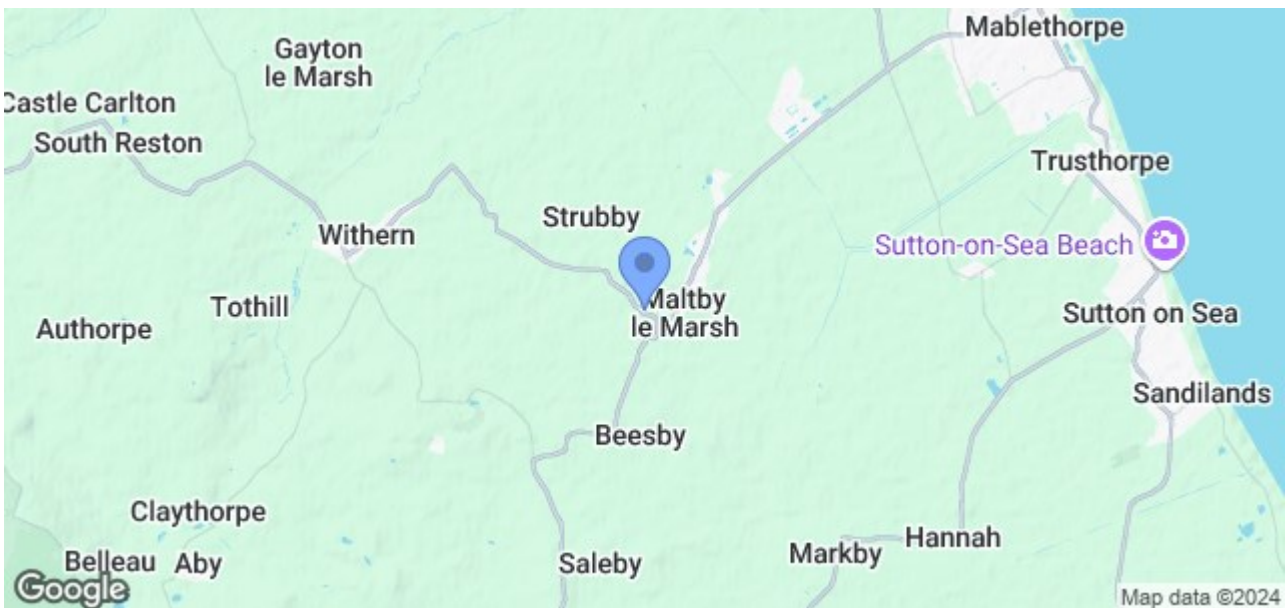 Mablethorpe
Gayton
le Marsh
Castle Carlton
South Reston
Trusthorpe
Strubby
Withern
Sutton-on-Sea Beach
Maltby
le Marsh
Tothill
Authorpe
Sutton on Sea
Sandilands
Beesby
Claythorpe
Hannah
Markby
Belleau
Aby
Saleby
Google
Map data ©2024